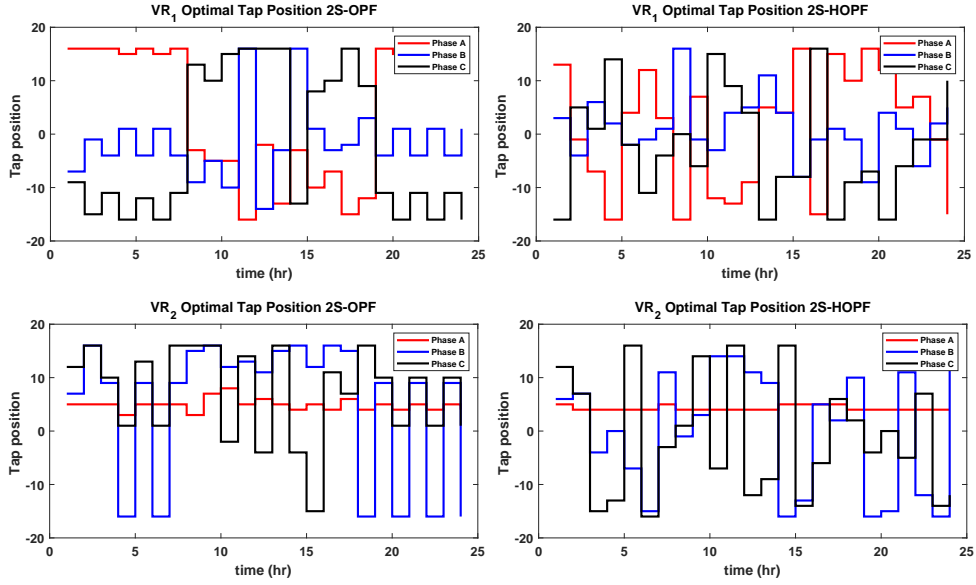 VR1 Optimal Tap Position 2S-OPF
20
10
0
-10
-20
Tap position
Phase A
Phase B
Phase C
0
5
10
15
20
25
time (hr)
VR1 Optimal Tap Position 2S-HOPF
20
10
0
-10
-20
Tap position
Phase A
Phase B
Phase C
0
5
10
15
20
25
time (hr)
VR2 Optimal Tap Position 2S-OPF
20
10
0
-10
-20
Tap position
Phase A
Phase B
Phase C
0
5
10
15
20
25
time (hr)
VR2 Optimal Tap Position 2S-HOPF
20
10
0
-10
-20
Tap position
Phase A
Phase B
Phase C
0
5
10
15
20
25
time (hr)